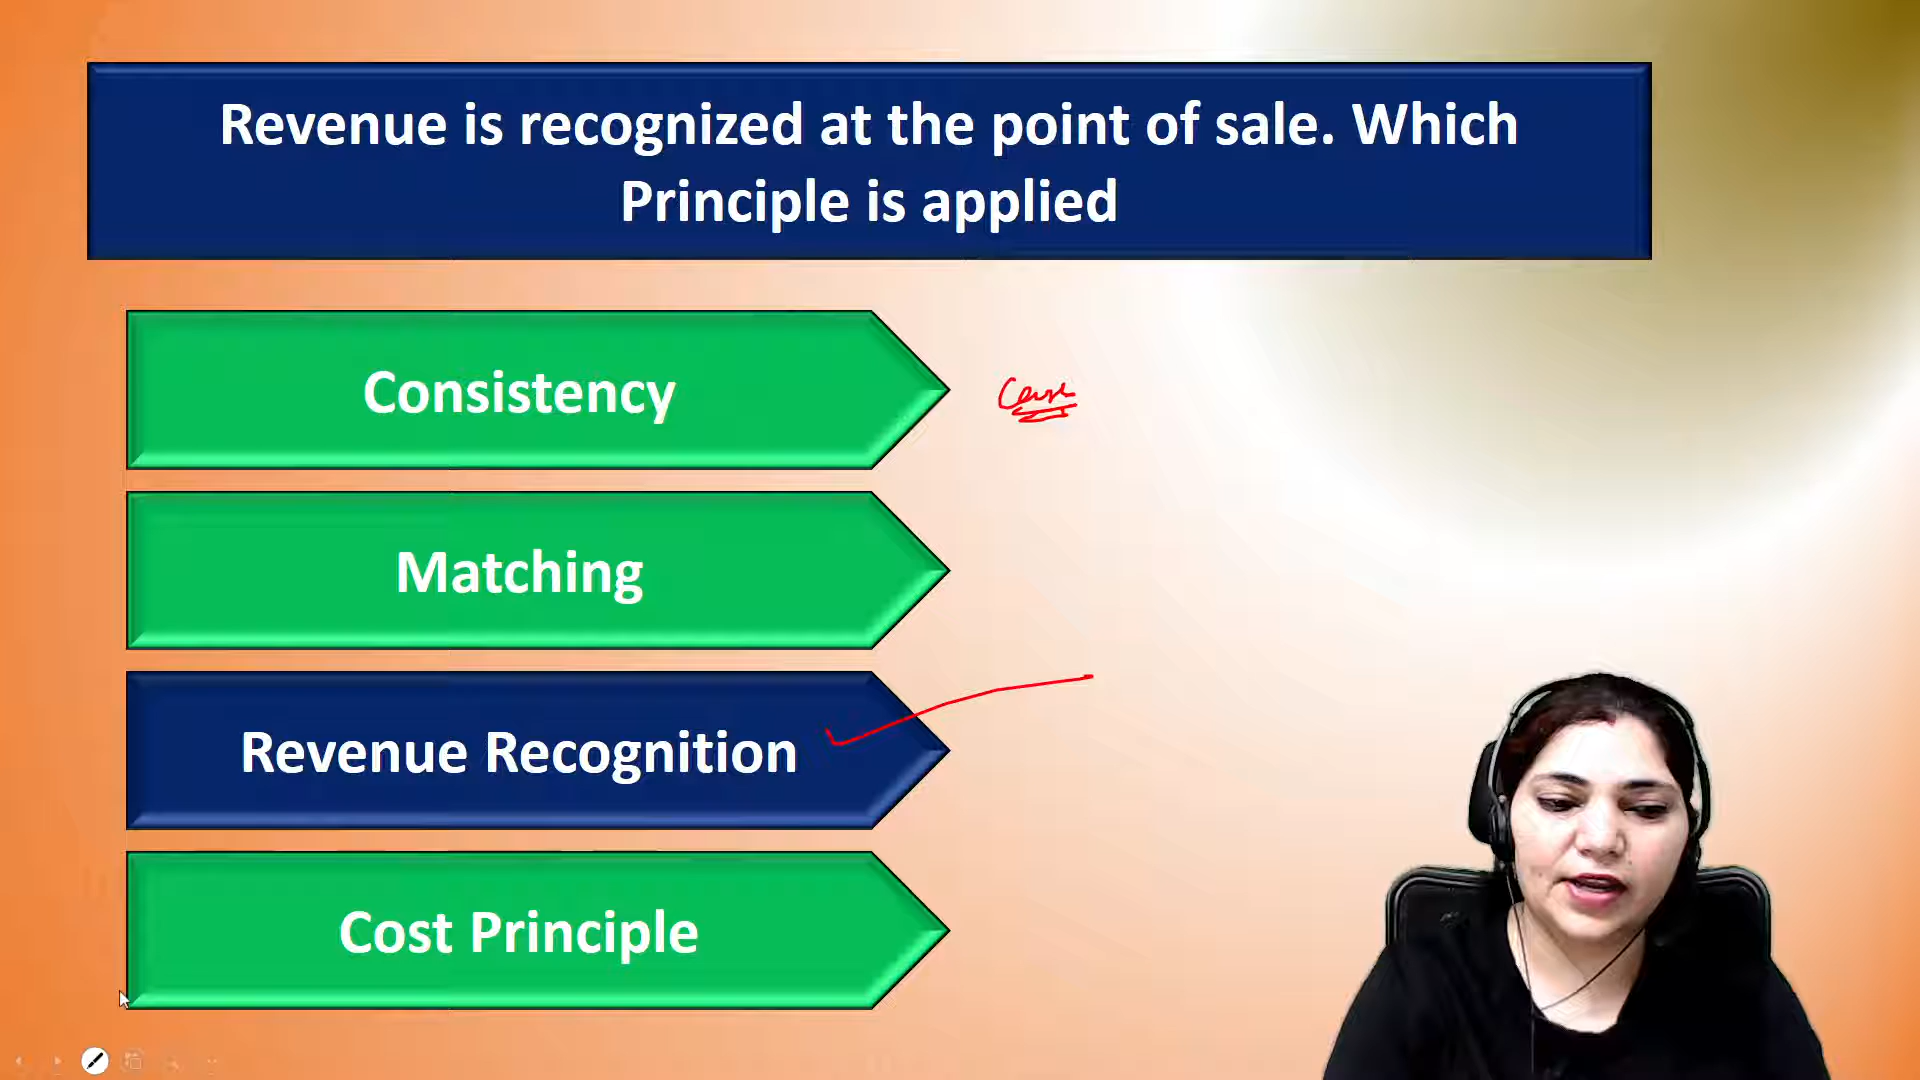 Revenue is recognized at the point of sale. Which
Principle is applied
Consistency
Matching
Revenue Recognition
Cost Principle